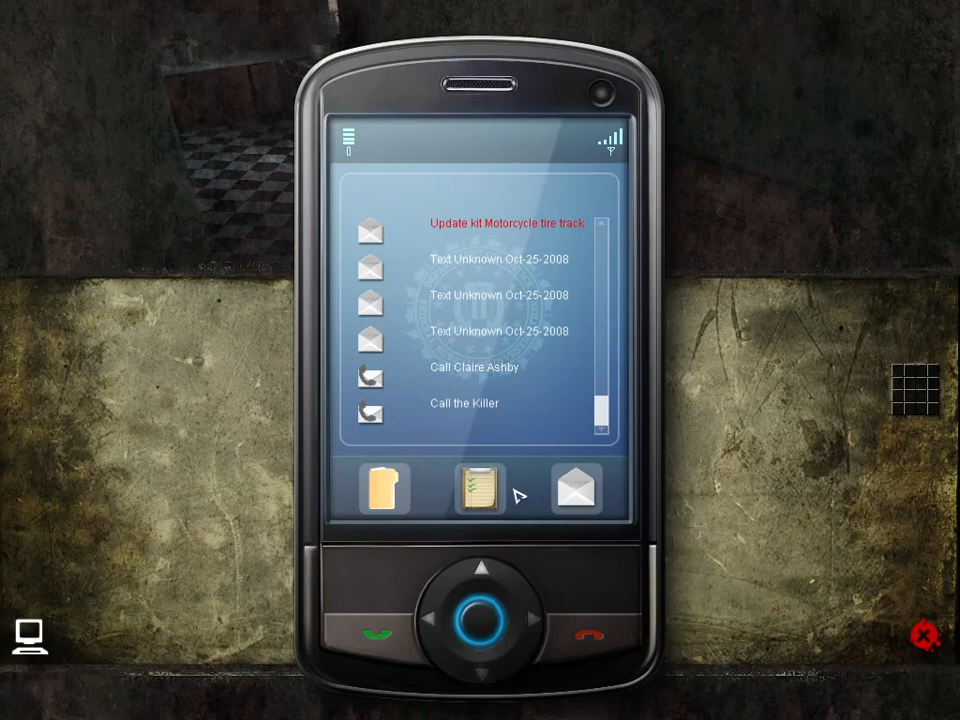 Update kit Motorcycle tire track
Text Unknown Oct-25-2008
Text Unknown Oct-25-2008
Text Unknown Oct-25-2008
Call Claire Ashby
Call the Killer